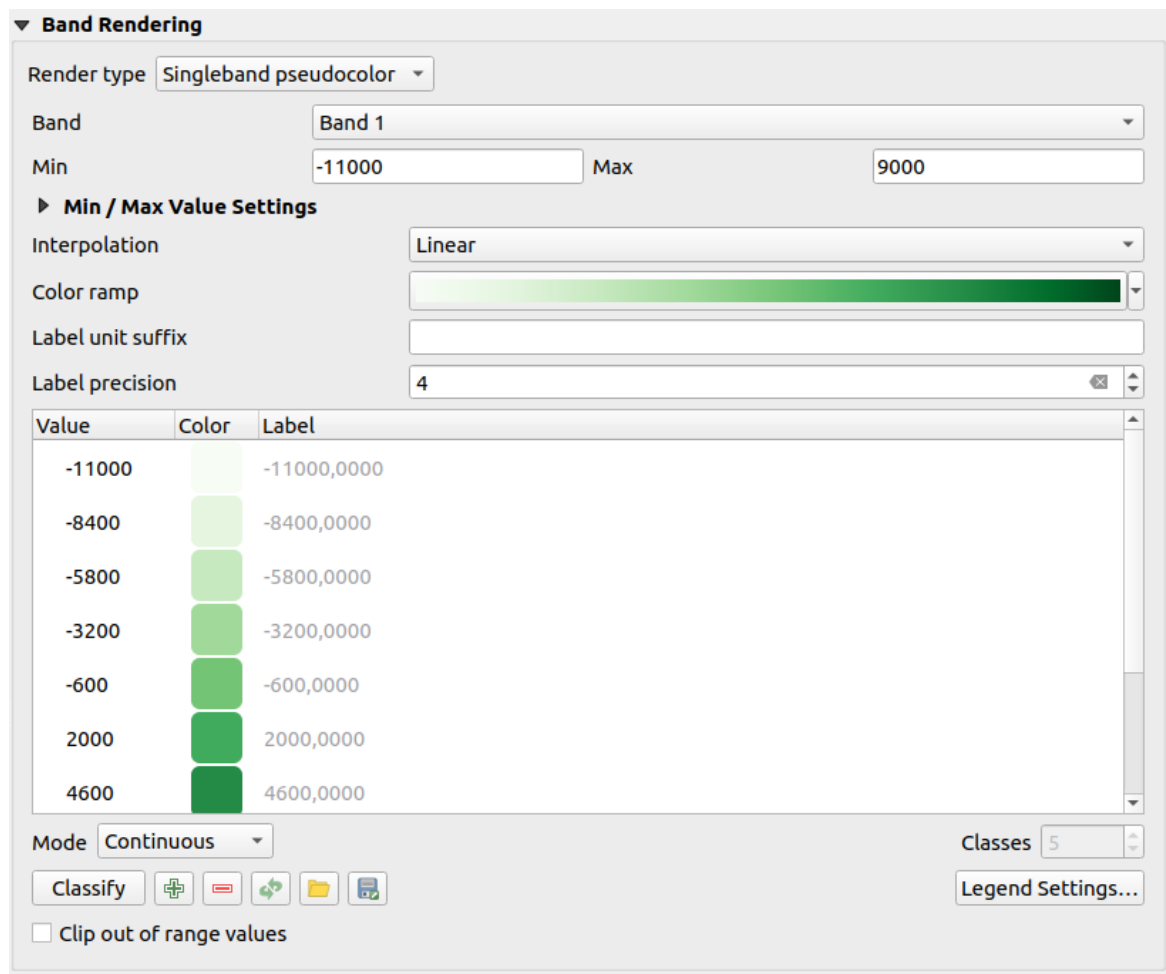 Band Rendering
Render type Singleband pseudocolor
Band Band 1
Min -11000 Max 9000
Min / Max Value Settings
Interpolation Linear
Color ramp
Label unit suffix
Label precision 4
Value Color Label
-11000 -11000,0000
-8400 -8400,0000
-5800 -5800,0000
-3200 -3200,0000
-600 -600,0000
2000 2000,0000
4600 4600,0000
Mode Continuous Classes 5
Classify Legend Settings...
Clip out of range values